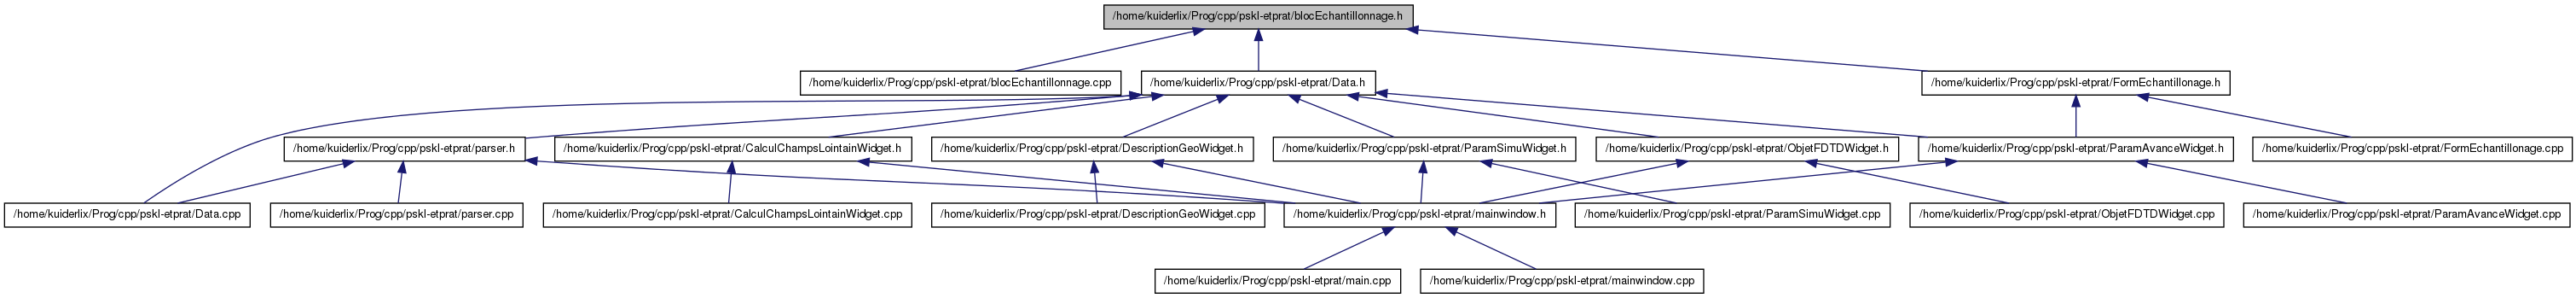 /home/kuiderlix/Prog/cpp/pskl-etprat/blocEchantillonnage.h
/home/kuiderlix/Prog/cpp/pskl-etprat/blocEchantillonnage.cpp
/home/kuiderlix/Prog/cpp/pskl-etprat/Data.h
/home/kuiderlix/Prog/cpp/pskl-etprat/FormEchantillonage.h
/home/kuiderlix/Prog/cpp/pskl-etprat/parser.h
/home/kuiderlix/Prog/cpp/pskl-etprat/CalculChampsLointainWidget.h
/home/kuiderlix/Prog/cpp/pskl-etprat/DescriptionGeoWidget.h
/home/kuiderlix/Prog/cpp/pskl-etprat/ParamSimuWidget.h
/home/kuiderlix/Prog/cpp/pskl-etprat/ObjetFDTDWidget.h
/home/kuiderlix/Prog/cpp/pskl-etprat/ParamAvanceWidget.h
/home/kuiderlix/Prog/cpp/pskl-etprat/FormEchantillonage.cpp
/home/kuiderlix/Prog/cpp/pskl-etprat/Data.cpp
/home/kuiderlix/Prog/cpp/pskl-etprat/parser.cpp
/home/kuiderlix/Prog/cpp/pskl-etprat/CalculChampsLointainWidget.cpp
/home/kuiderlix/Prog/cpp/pskl-etprat/DescriptionGeoWidget.cpp
/home/kuiderlix/Prog/cpp/pskl-etprat/mainwindow.h
/home/kuiderlix/Prog/cpp/pskl-etprat/ParamSimuWidget.cpp
/home/kuiderlix/Prog/cpp/pskl-etprat/ObjetFDTDWidget.cpp
/home/kuiderlix/Prog/cpp/pskl-etprat/ParamAvanceWidget.cpp
/home/kuiderlix/Prog/cpp/pskl-etprat/main.cpp
/home/kuiderlix/Prog/cpp/pskl-etprat/mainwindow.cpp